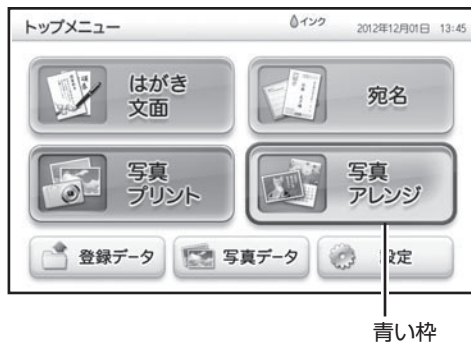 トップメニュー
インク
2012年12月01日 13:45
はがき
文面
宛名
写真
プリント
写真
アレンジ
登録データ
写真データ
設定
青い枠